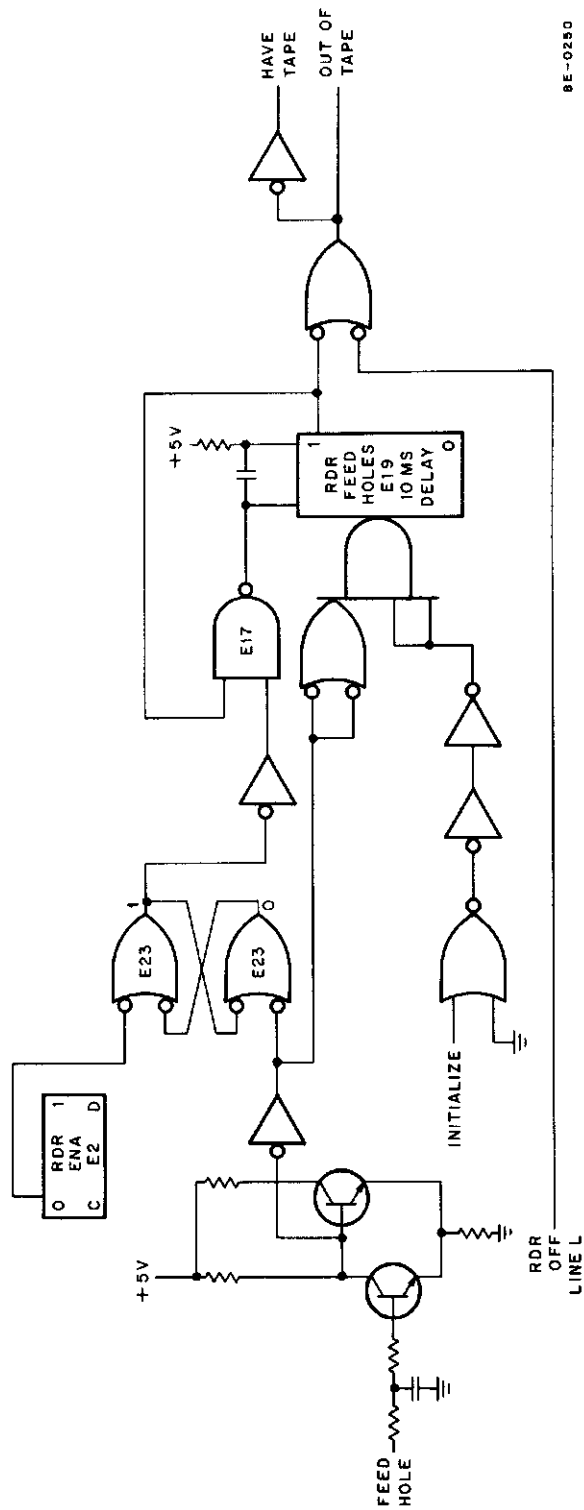 HAVE
TAPE
OUT OF
TAPE
8E-0250
+5V
RDR
FEED
HOLES
E19
10 MS
DELAY
1
0
E17
1
E23
0
E23
0 RDR 1
ENA
C E2 D
+5V
INITIALIZE
FEED
HOLE
RDR
OFF
LINE L